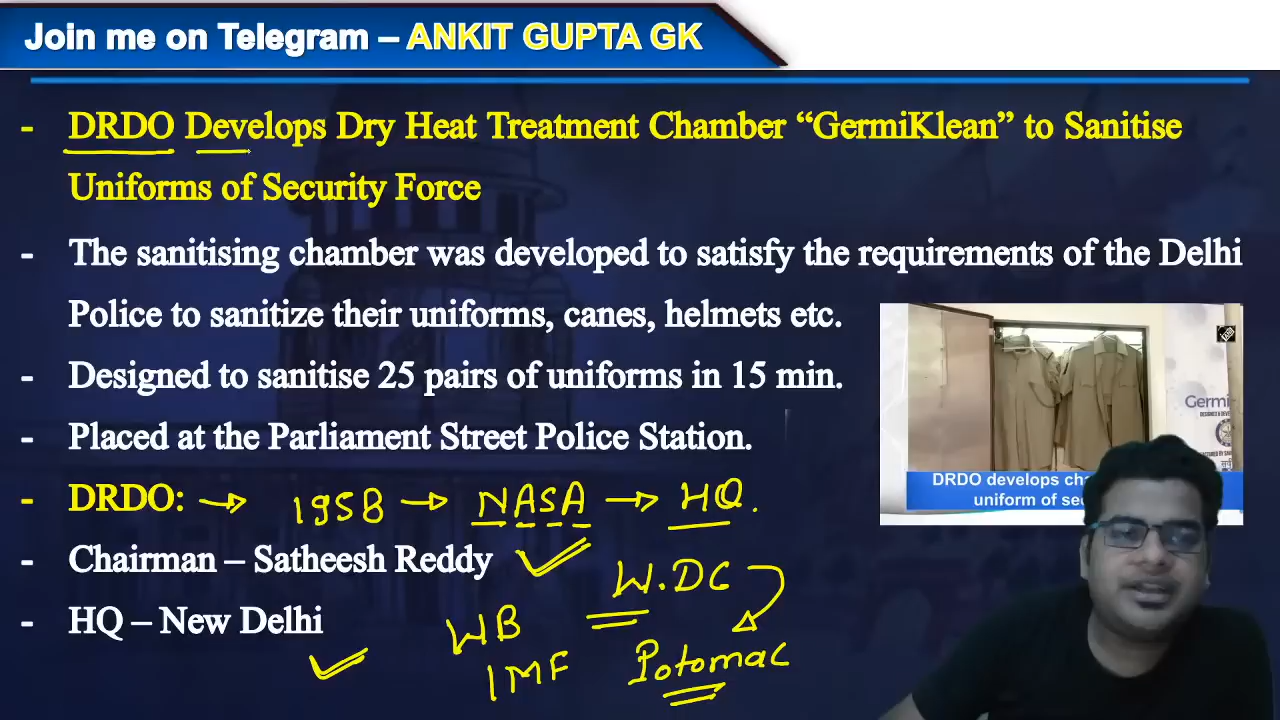 Join me on Telegram – ANKIT GUPTA GK
- DRDO Develops Dry Heat Treatment Chamber “GermiKlean” to Sanitise
Uniforms of Security Force
- The sanitising chamber was developed to satisfy the requirements of the Delhi
Police to sanitize their uniforms, canes, helmets etc.
- Designed to sanitise 25 pairs of uniforms in 15 min.
- Placed at the Parliament Street Police Station.
- DRDO: → 1958 → NASA → HQ.
- Chairman – Satheesh Reddy
W.DC
- HQ – New Delhi
WB
IMF
Potomac
Germi
DRDO develops
uniform of